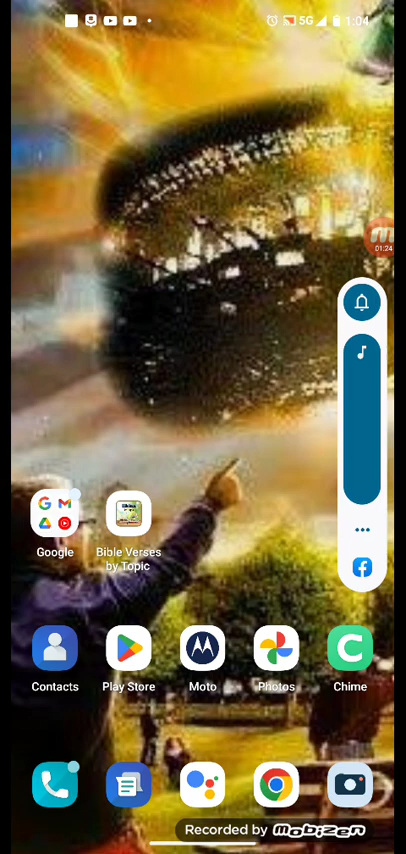 5G 1:04
01:24
Google
Bible Verses
by Topic
Contacts
Play Store
Moto
Photos
Chime
Recorded by mobizen